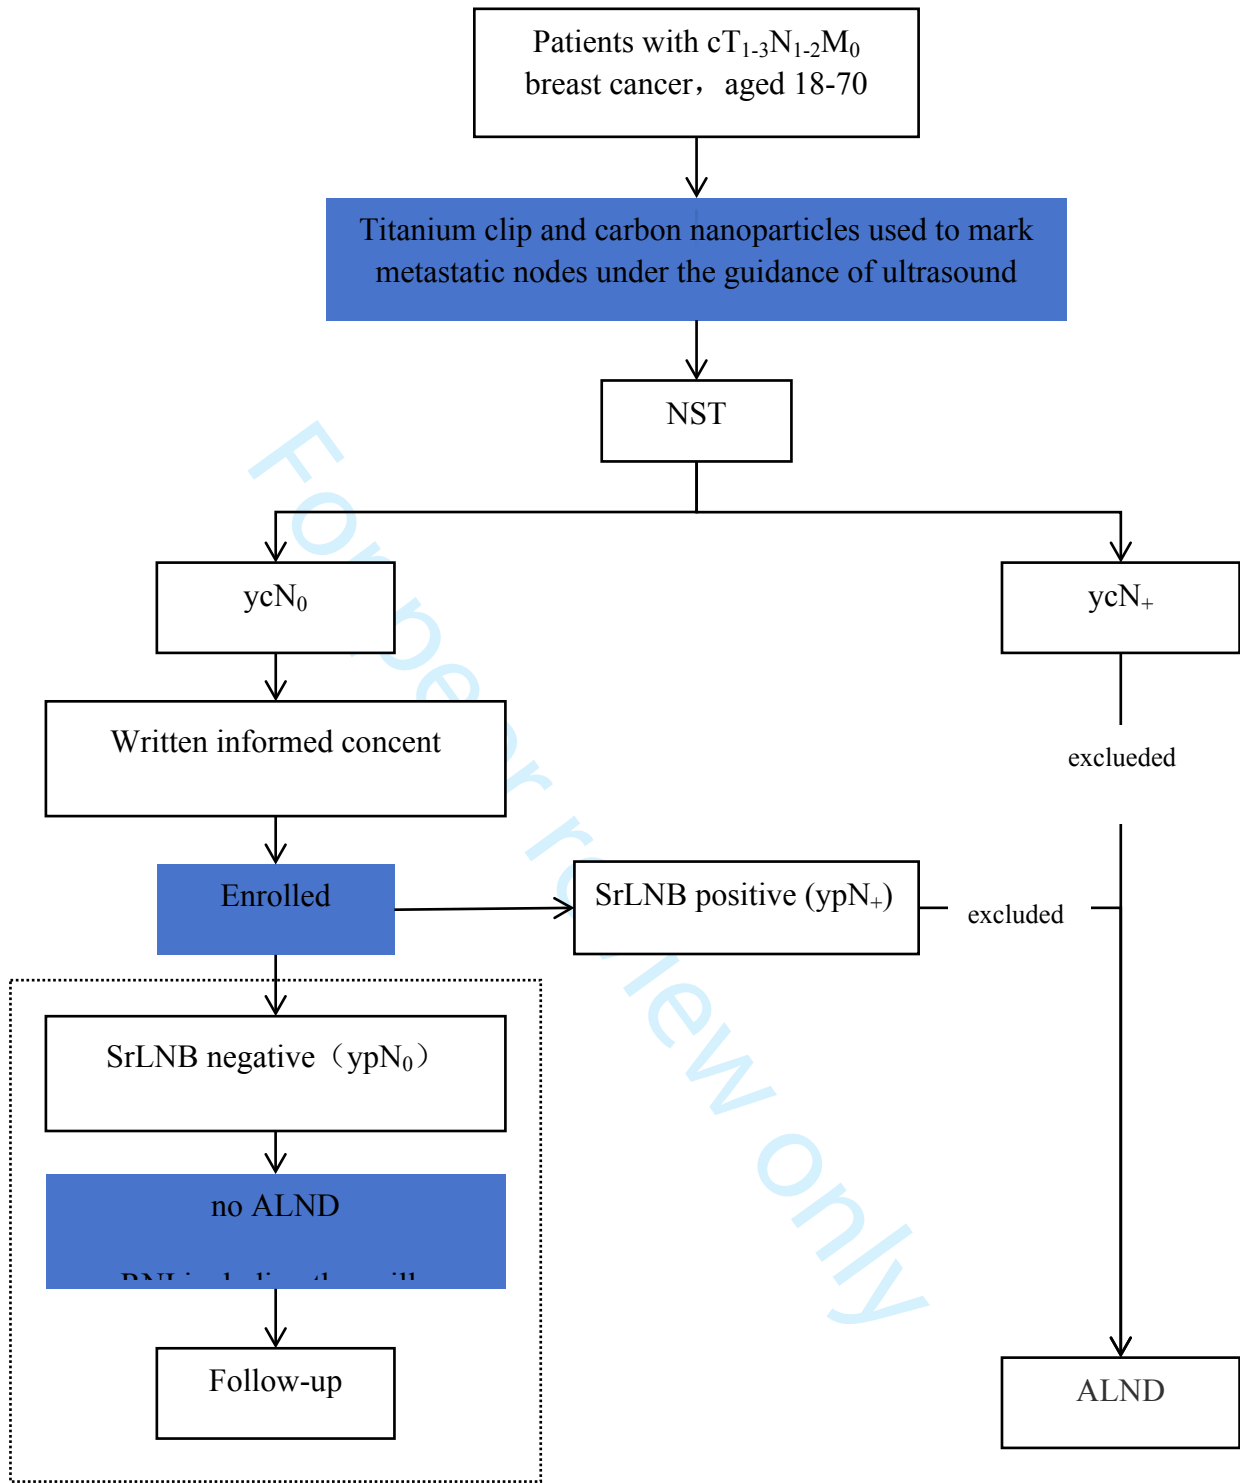 Patients with cT₁₋₃N₁₋₂M₀
breast cancer，aged 18-70
Titanium clip and carbon nanoparticles used to mark
metastatic nodes under the guidance of ultrasound
NST
ycN₀
ycN₊
Written informed concent
exclueded
Enrolled
SrLNB positive (ypN₊)
excluded
SrLNB negative（ypN₀）
no ALND
Follow-up
ALND
For peer review only